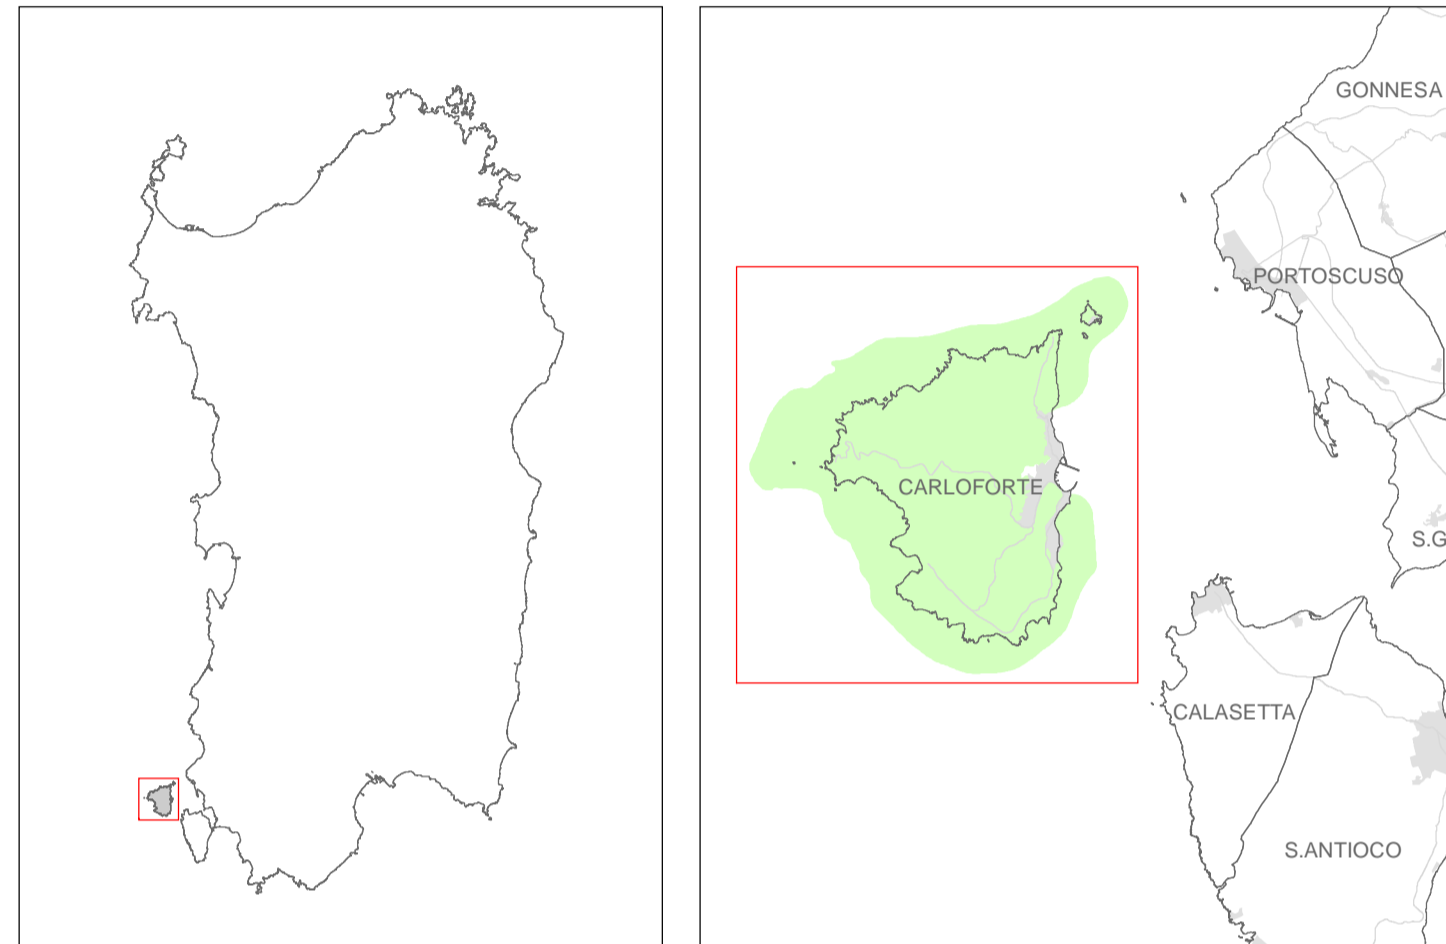 GONNESA
PORTOSCUSO
CARLOFORTE
S.G
CALASETTA
S.ANTIOCO